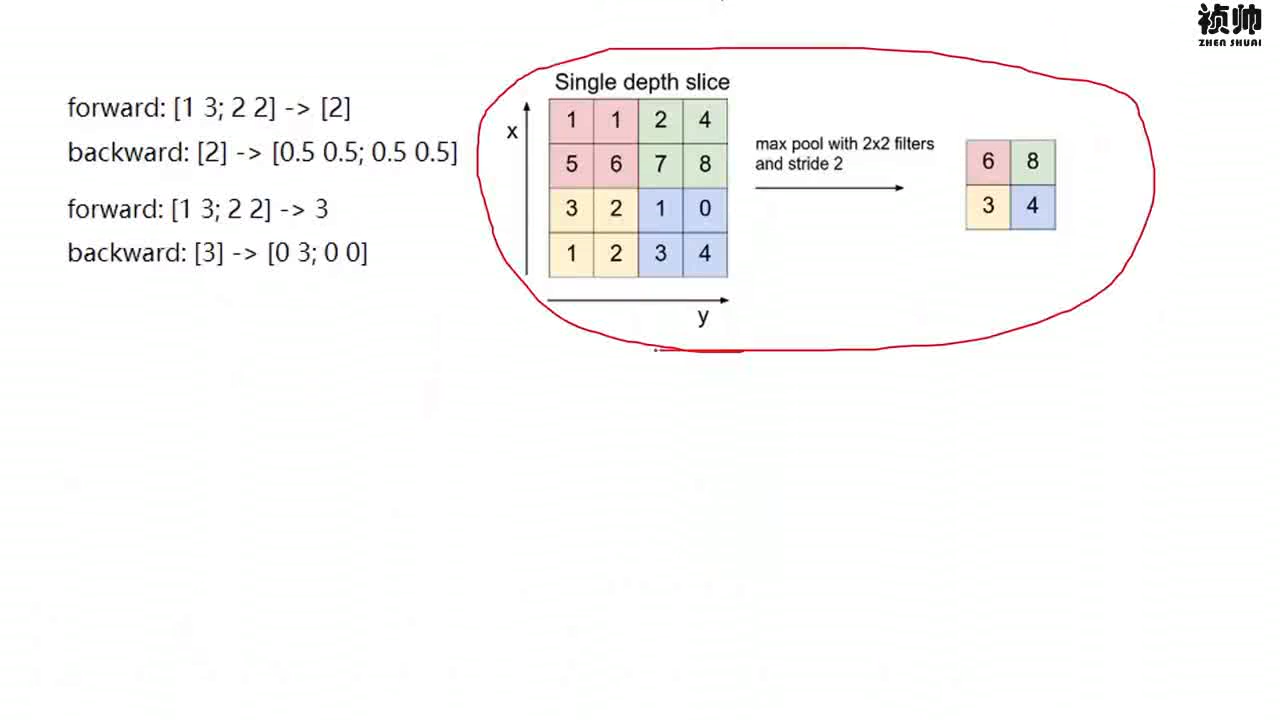 祯帅
ZHEN SHUAI
forward: [1 3; 2 2] -> [2]
backward: [2] -> [0.5 0.5; 0.5 0.5]
forward: [1 3; 2 2] -> 3
backward: [3] -> [0 3; 0 0]
Single depth slice
x
1 1 2 4
5 6 7 8
3 2 1 0
1 2 3 4
y
max pool with 2x2 filters
and stride 2
6 8
3 4